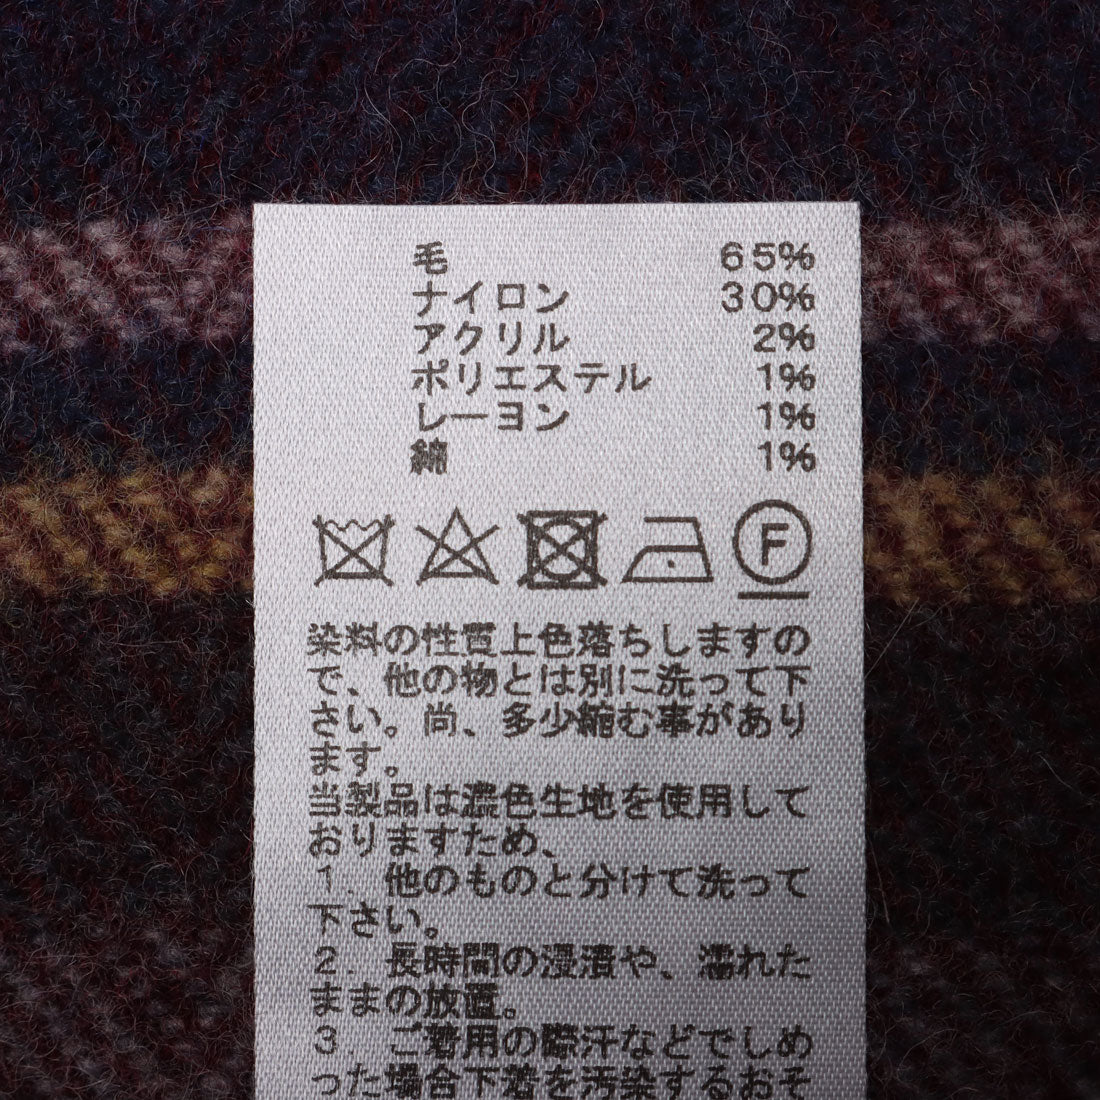 毛 65%
ナイロン 30%
アクリル 2%
ポリエステル 1%
レーヨン 1%
綿 1%
F
染料の性質上色落ちしますの
で、他の物とは別に洗って下
さい。尚、多少縮む事があり
ます。
当製品は濃色生地を使用して
おりますため、
1．他のものと分けて洗って
下さい。
2．長時間の浸漬や、濡れた
ままの放置。
3．ご着用の際汗などでしめ
った場合下着を汚染するおそ